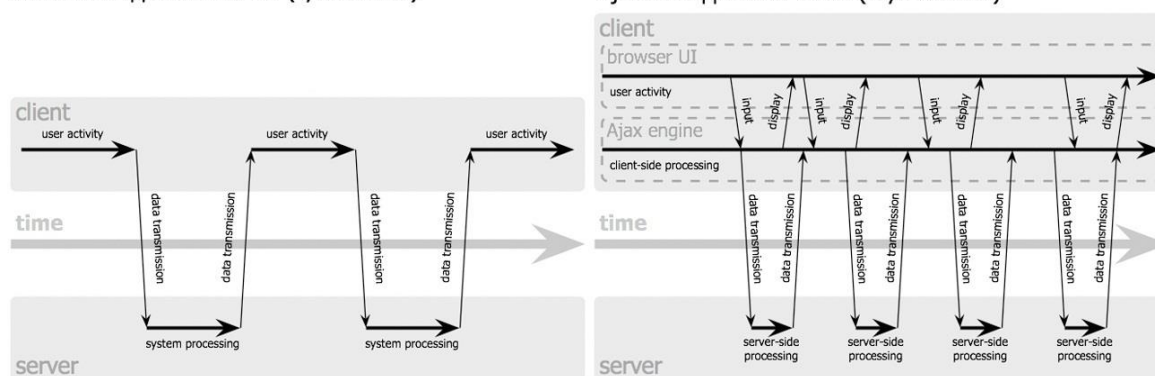 client
user activity
user activity
user activity
data transmission
data transmission
data transmission
data transmission
time
system processing
system processing
server
client
browser UI
user activity
input
display
input
display
input
display
input
display
Ajax engine
client-side processing
data transmission
data transmission
data transmission
data transmission
data transmission
data transmission
data transmission
data transmission
time
server-side
processing
server-side
processing
server-side
processing
server-side
processing
server